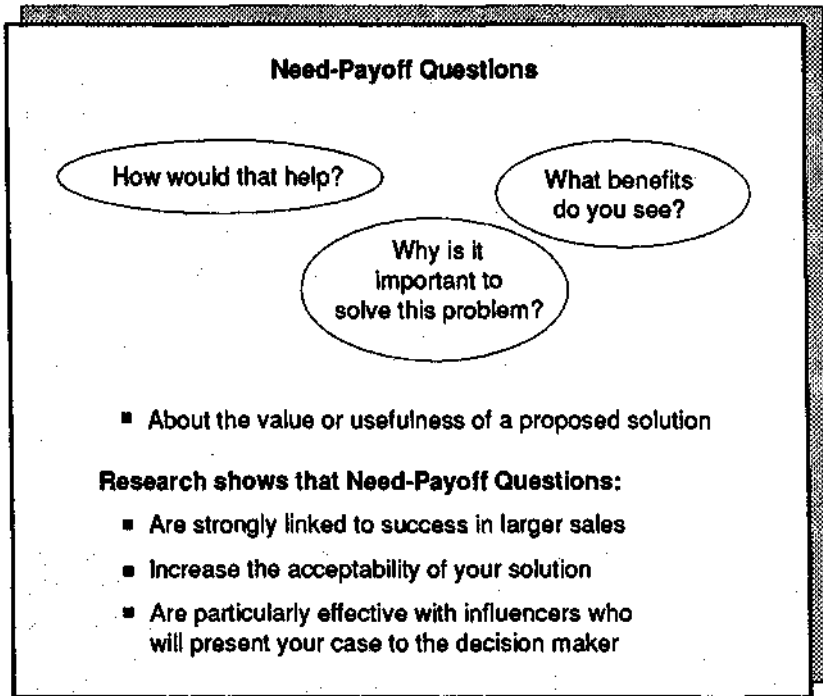 Need-Payoff Questions
How would that help?
What benefits
do you see?
Why is it
important to
solve this problem?
■ About the value or usefulness of a proposed solution
Research shows that Need-Payoff Questions:
■ Are strongly linked to success in larger sales
■ Increase the acceptability of your solution
■ Are particularly effective with influencers who
will present your case to the decision maker